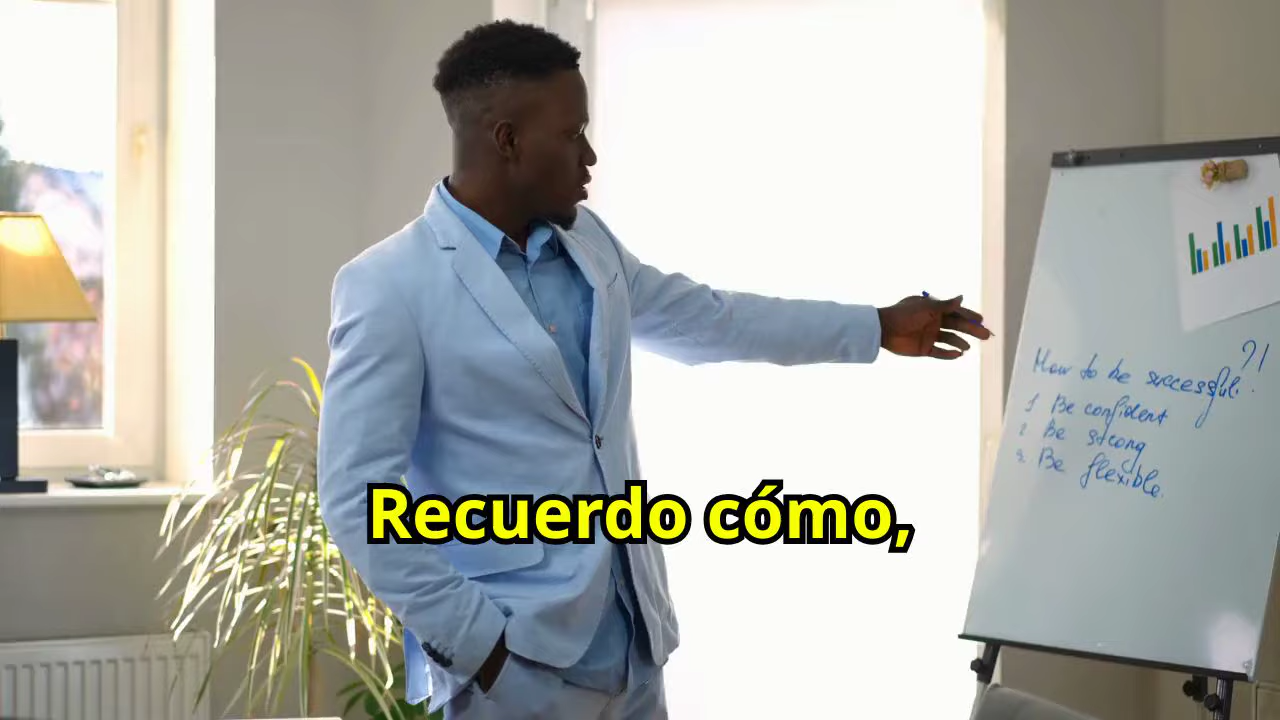 How to be successful?!
1 Be confident
2 Be strong
3. Be flexible.
Recuerdo cómo,